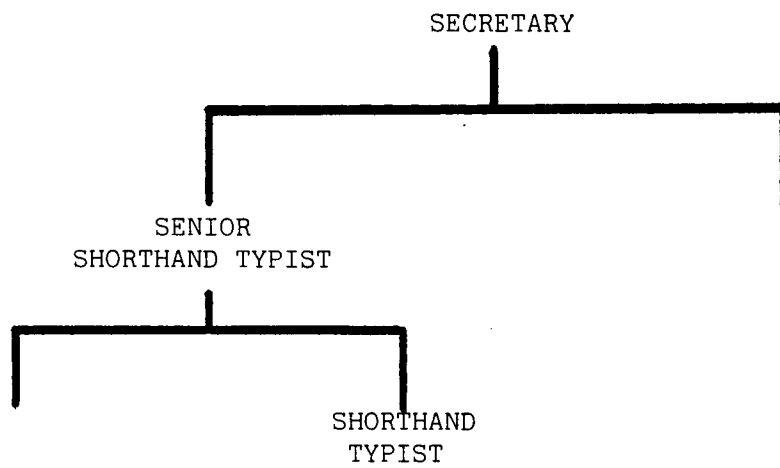 SECRETARY
SENIOR
SHORTHAND TYPIST
SHORTHAND
TYPIST